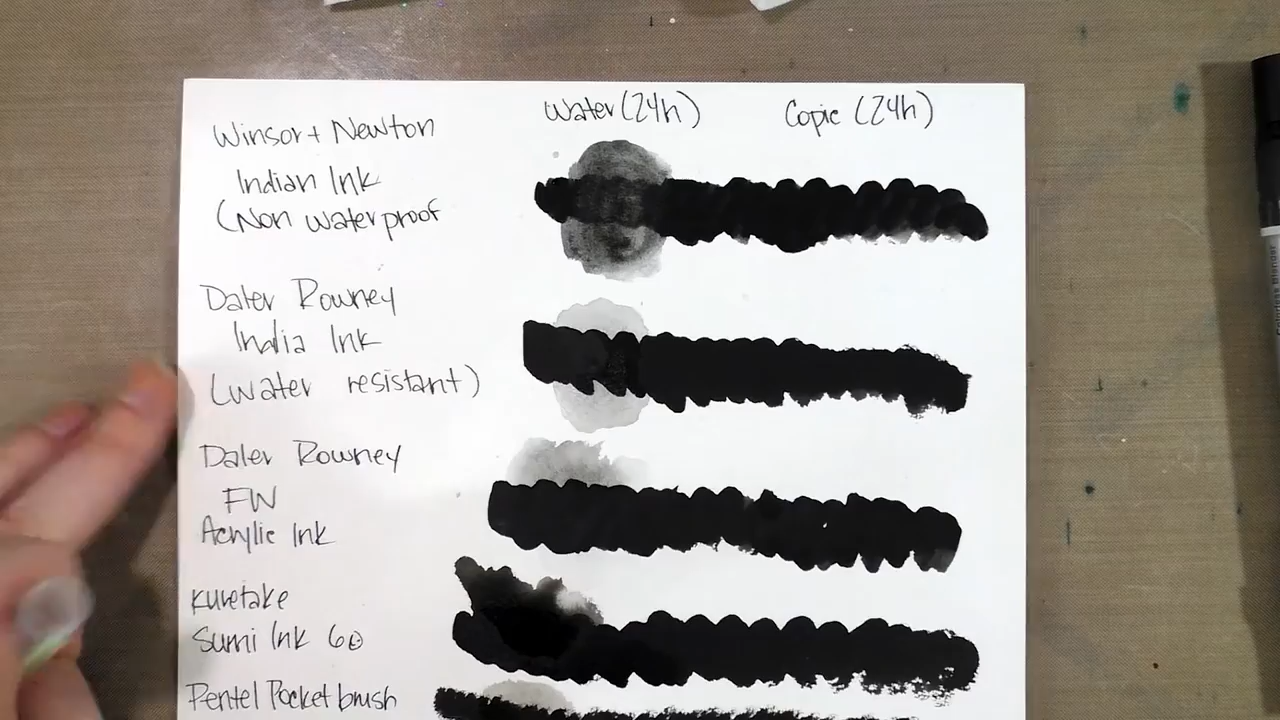 Water (24h) Copic (24h)
Winsor + Newton
Indian Ink
(Non waterproof
Daler Rowney
India Ink
(water resistant)
Daler Rowney
FW
Acrylic Ink
Kuretake
Sumi Ink 60
Pentel Pocket brush